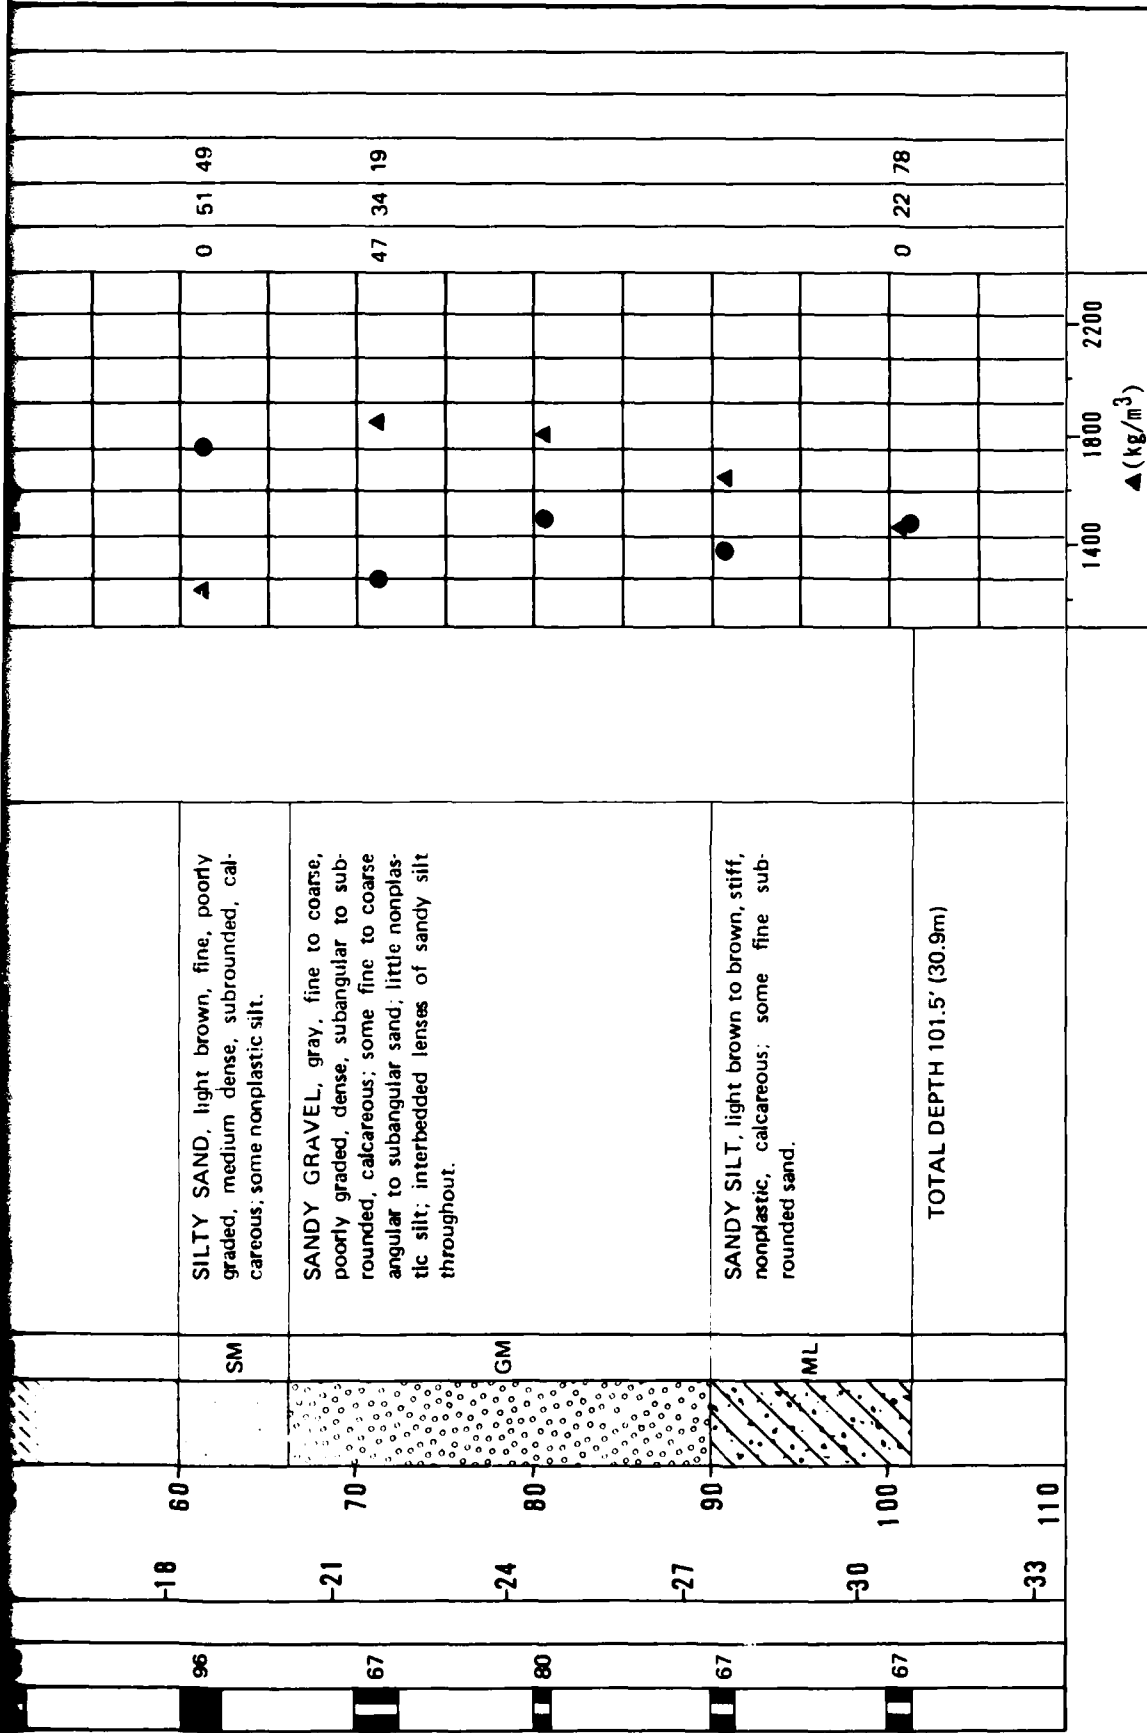 96
-18
60
SM
SILTY SAND, light brown, fine, poorly
graded, medium dense, subrounded, cal-
careous; some nonplastic silt.
0 51 49
67
-21
70
GM
SANDY GRAVEL, gray, fine to coarse,
poorly graded, dense, subangular to sub-
rounded, calcareous; some fine to coarse
angular to subangular sand; little nonplas-
tic silt; interbedded lenses of sandy silt
throughout.
47 34 19
80
-24
80
67
-27
90
ML
SANDY SILT, light brown to brown, stiff,
nonplastic, calcareous; some fine sub-
rounded sand.
67
-30
100
0 22 78
TOTAL DEPTH 101.5' (30.9m)
-33
110
1400 1800 2200
▲ (kg/m³)